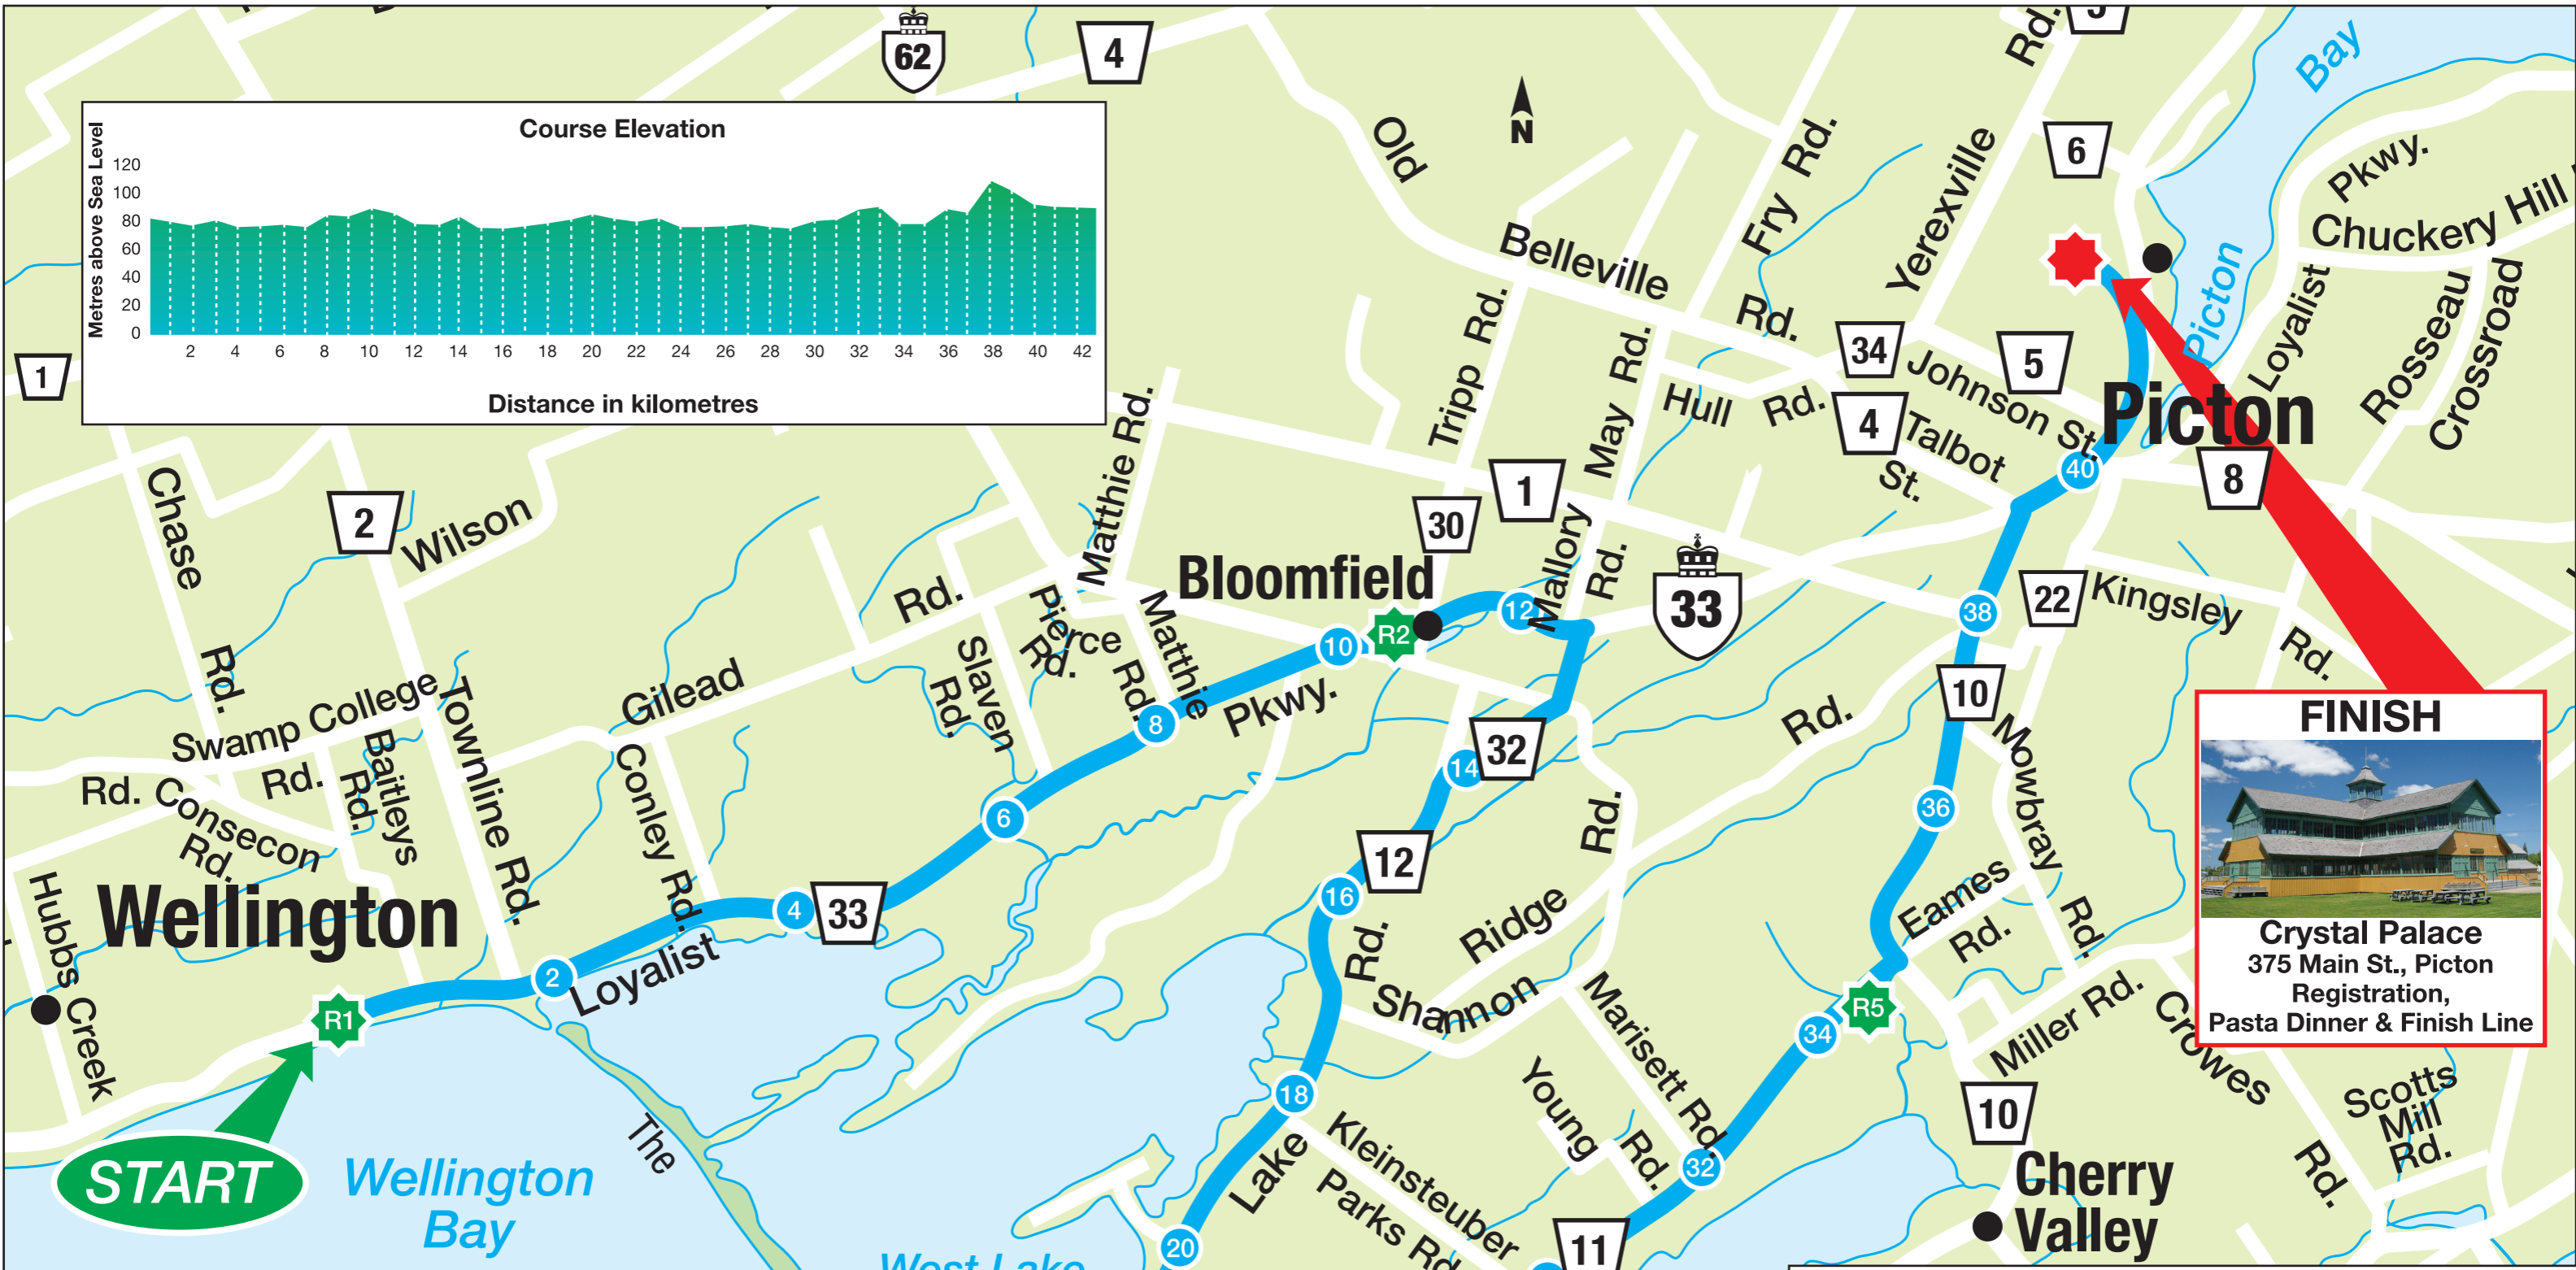 62
4
3
Rd.
Bay
Course Elevation
Metres above Sea Level
120
100
80
60
40
20
0
2 4 6 8 10 12 14 16 18 20 22 24 26 28 30 32 34 36 38 40 42
Distance in kilometres
N
Old
Belleville
Rd.
Fry Rd.
Yerexville
6
Pkwy.
Chuckery Hill
Picton
Loyalist
Rosseau
Crossroad
1
34
5
Johnson St.
Tripp Rd.
May Rd.
Hull Rd.
4
Talbot
St.
Picton
40
8
Matthie Rd.
Chase
Rd.
2
Wilson
30
1
Mallory
Rd.
33
Bloomfield
R2
12
10
38
22
Kingsley
Rd.
Rd.
Pierce
Rd.
Matthie
Rd.
Slaven
Rd.
Gilead
8
Pkwy.
32
14
Rd.
10
Mowbray
Rd.
FINISH
Crystal Palace
375 Main St., Picton
Registration,
Pasta Dinner & Finish Line
Swamp College
Rd.
Townline Rd.
Baitleys
Rd.
Rd.
Consecon
Rd.
Conley Rd.
6
36
12
Rd.
Wellington
4
33
16
Eames
Rd.
Hubbs
Creek
R1
2
Loyalist
Rd.
Ridge
Shannon
Marisett Rd.
R5
34
Miller Rd.
Crowes
Rd.
Scotts
Mill
Rd.
START
Wellington
Bay
The
18
Lake
Kleinsteuber
Parks Rd
Young
Rd.
32
10
Cherry
Valley
20
11
West Lake